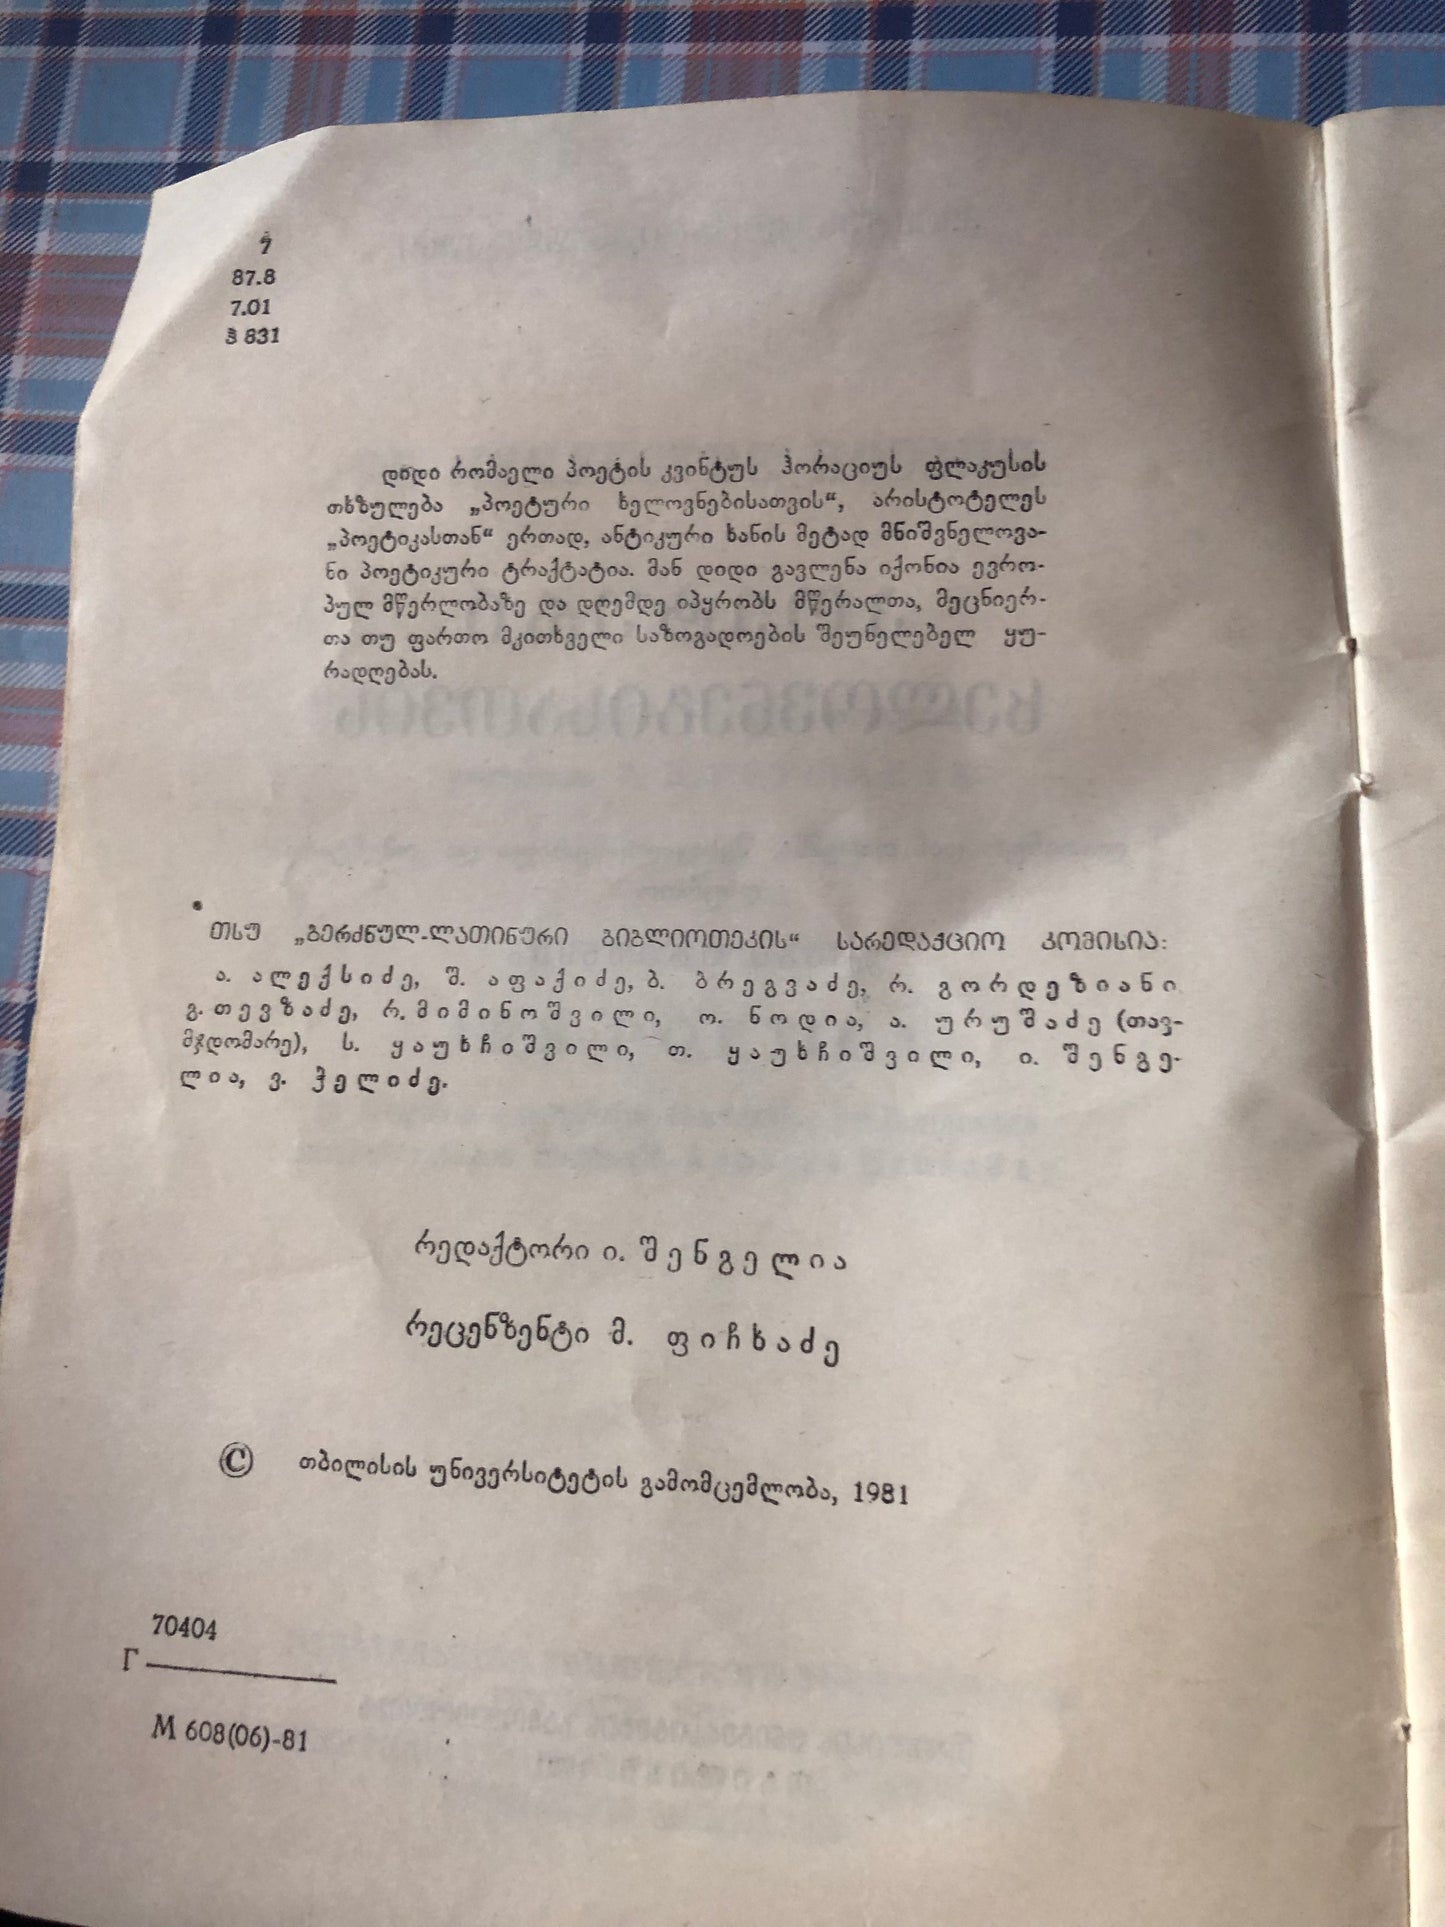 7
87.8
7.01
ჰ 831
დიდი რომაელი პოეტის კვინტუს ჰორაციუს ფლაკუსის
თხზულება „პოეტური ხელოვნებისათვის“, არისტოტელეს
„პოეტიკასთან“ ერთად, ანტიკური ხანის მეტად მნიშვნელოვა-
ნი პოეტიკური ტრაქტატია. მან დიდი გავლენა იქონია ევრო-
პულ მწერლობაზე და დღემდე იპყრობს მწერალთა, მეცნიერ-
თა თუ ფართო მკითხველი საზოგადოების შეუნელებელ ყუ-
რადღებას.
თსუ „ბერძნულ-ლათინური ბიბლიოთეკის“ სარედაქციო კომისია:
ა. ალექსიძე, შ. აფაქიძე, ბ. ბრეგვაძე, რ. გორდეზიანი
გ. თევზაძე, რ. მიმინოშვილი, ო. ნოდია, ა. ურუშაძე (თავ-
მჯდომარე), ს. ყაუხჩიშვილი, თ. ყაუხჩიშვილი, ი. შენგე-
ლია, ვ. ჭელიძე.
რედაქტორი ი. შენგელია
რეცენზენტი მ. ფიჩხაძე
© თბილისის უნივერსიტეტის გამომცემლობა, 1981
70404
Г
М 608(06)-81